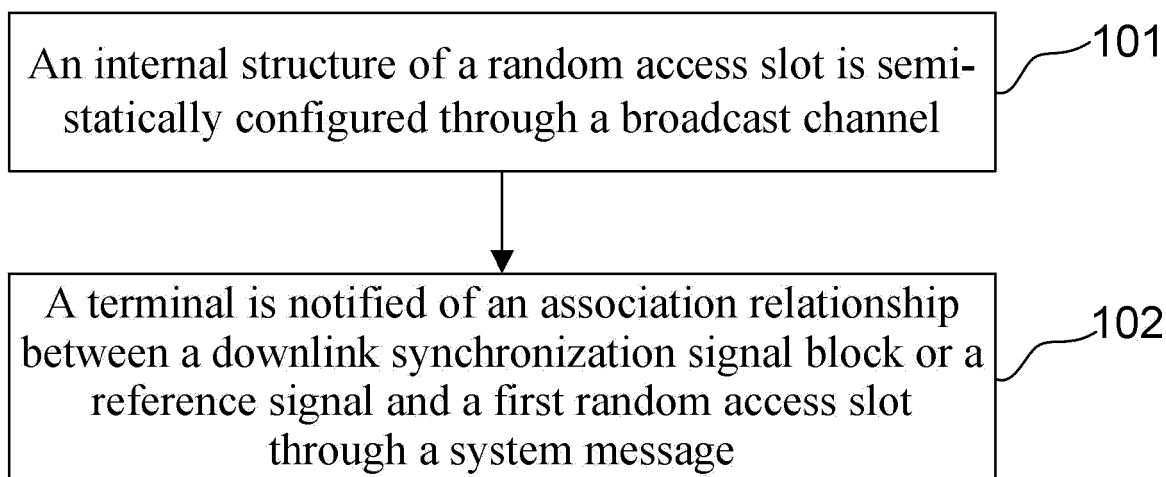 An internal structure of a random access slot is semi-
statically configured through a broadcast channel
101
A terminal is notified of an association relationship
between a downlink synchronization signal block or a
reference signal and a first random access slot
through a system message
102